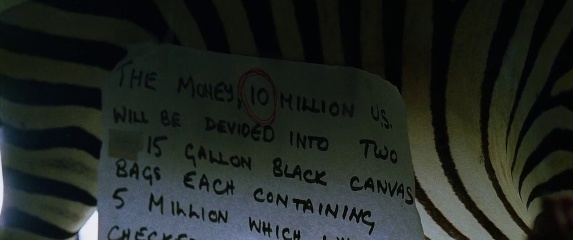 THE MONEY, 10 MILLION U.S.
WILL BE DEVIDED INTO TWO
15 GALLON BLACK CANVAS
BAGS EACH CONTAINING
5 MILLION WHICH